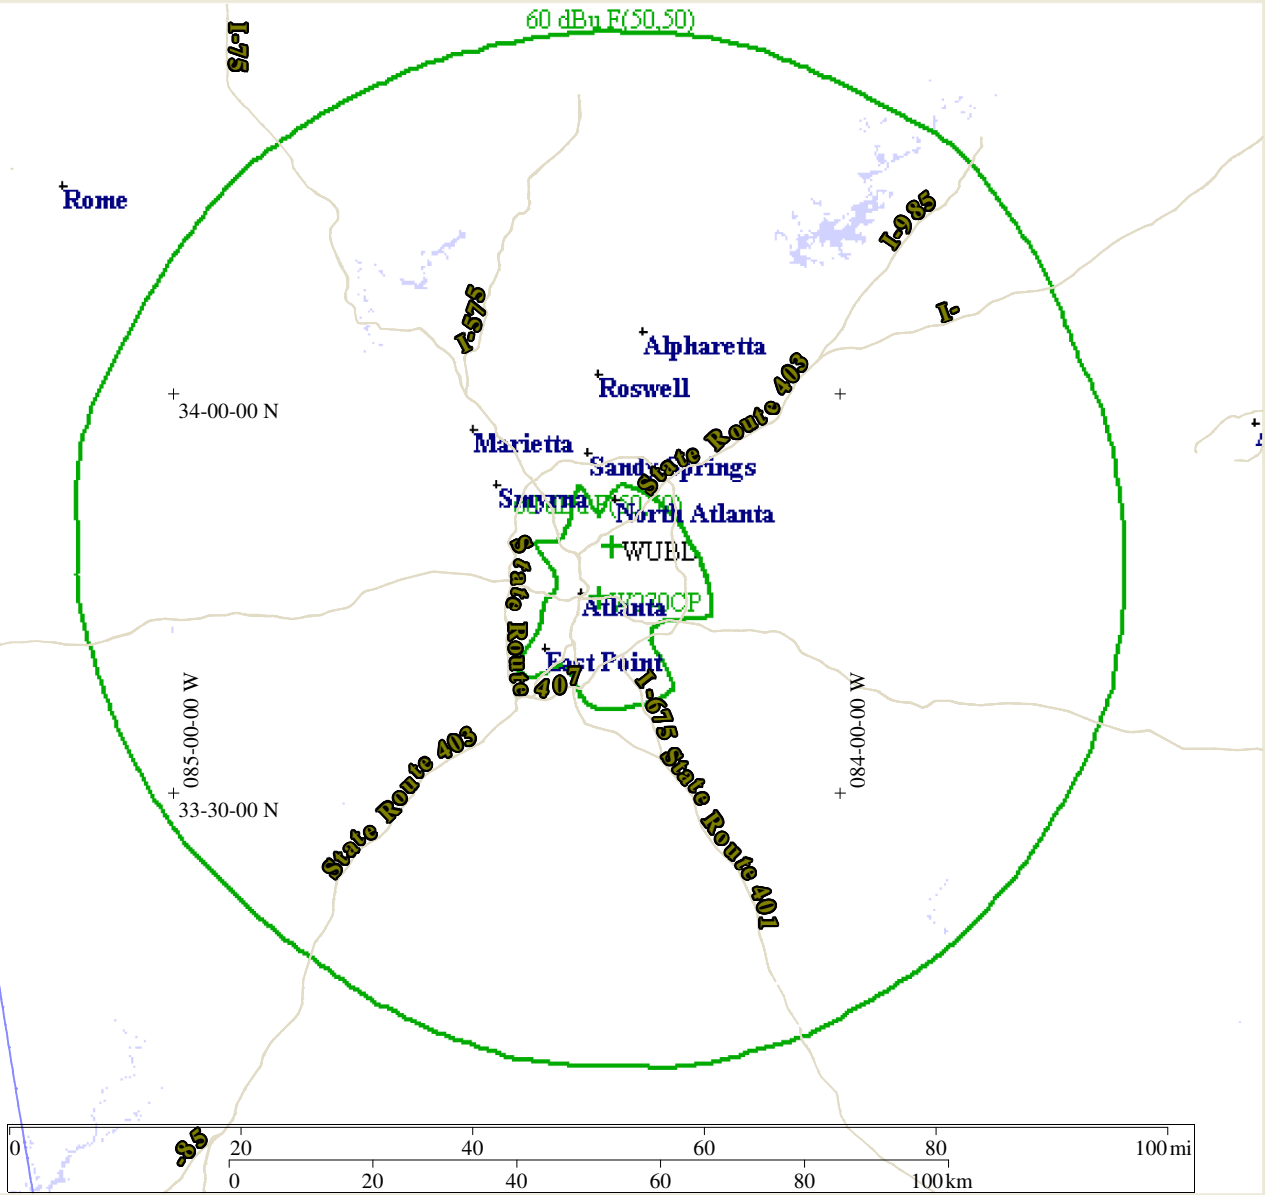 60 dBu F(50,50)
I-75
Rome
I-985
I-575
I-
Alpharetta
Roswell
State Route 403
34-00-00 N
Marietta
Sandy Springs
Smyrna
North Atlanta
WUBL
State Route 407
Atlanta
East Point
I-675
085-00-00 W
084-00-00 W
State Route 403
State Route 401
33-30-00 N
-85
0 20 40 60 80 100 mi
0 20 40 60 80 100km